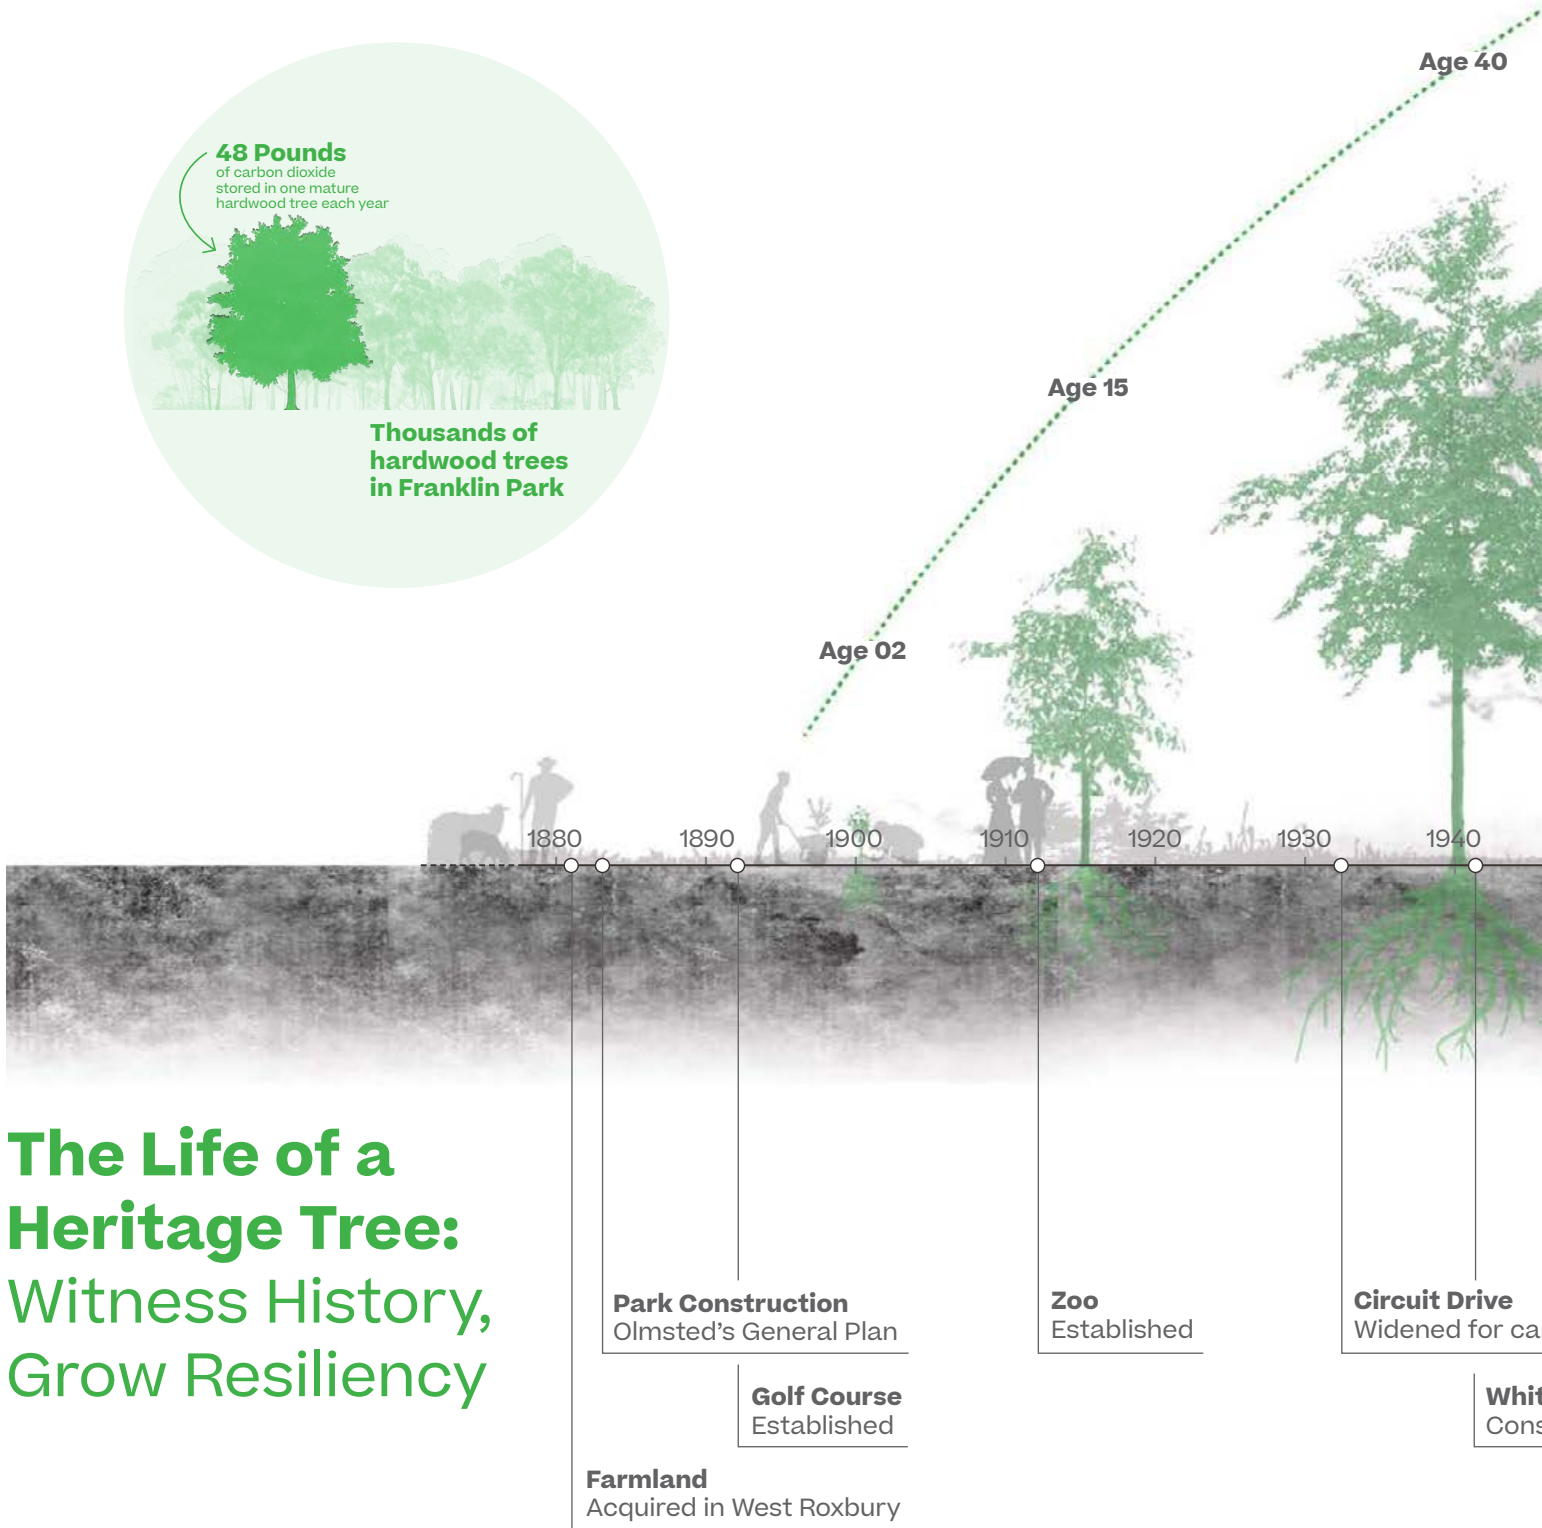 Age 40
48 Pounds
of carbon dioxide
stored in one mature
hardwood tree each year
Age 15
Thousands of
hardwood trees
in Franklin Park
Age 02
1880
1890
1900
1910
1920
1930
1940
The Life of a
Heritage Tree:
Witness History,
Grow Resiliency
Park Construction
Olmsted's General Plan
Zoo
Established
Circuit Drive
Widened for
Golf Course
Established
Farmland
Acquired in West Roxbury